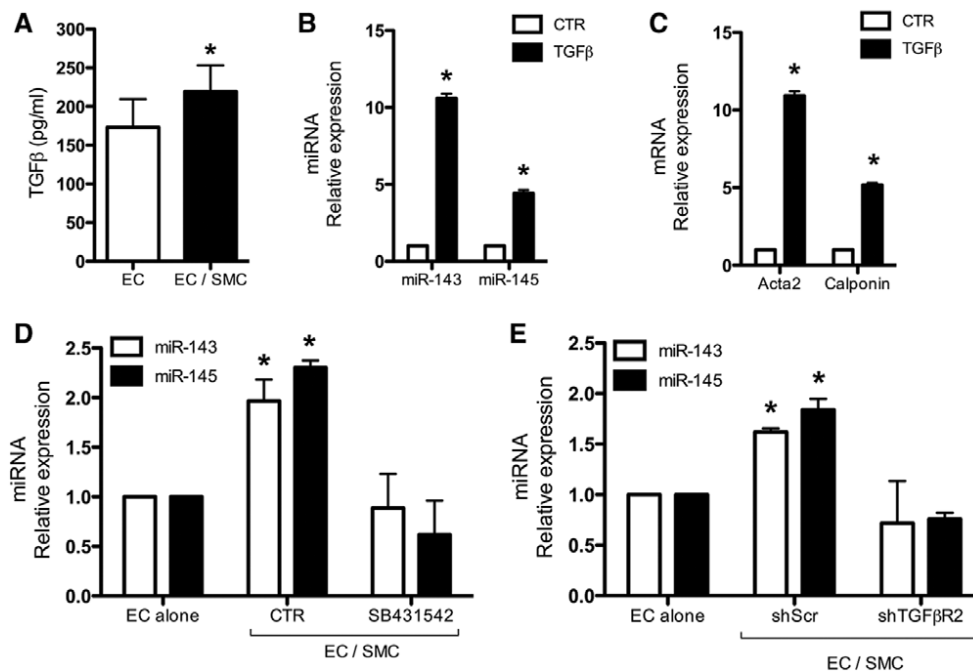 A
TGFβ (pg/ml)
300
250
200
150
100
50
0
*
EC
EC / SMC
B
CTR
TGFβ
miRNA
Relative expression
15
10
5
0
*
*
miR-143
miR-145
C
CTR
TGFβ
mRNA
Relative expression
15
10
5
0
*
*
Acta2
Calponin
D
miR-143
miR-145
miRNA
Relative expression
2.5
2.0
1.5
1.0
0.5
0.0
*
*
EC alone
CTR
SB431542
EC / SMC
E
miR-143
miR-145
miRNA
Relative expression
2.5
2.0
1.5
1.0
0.5
0.0
*
*
EC alone
shScr
shTGFβR2
EC / SMC